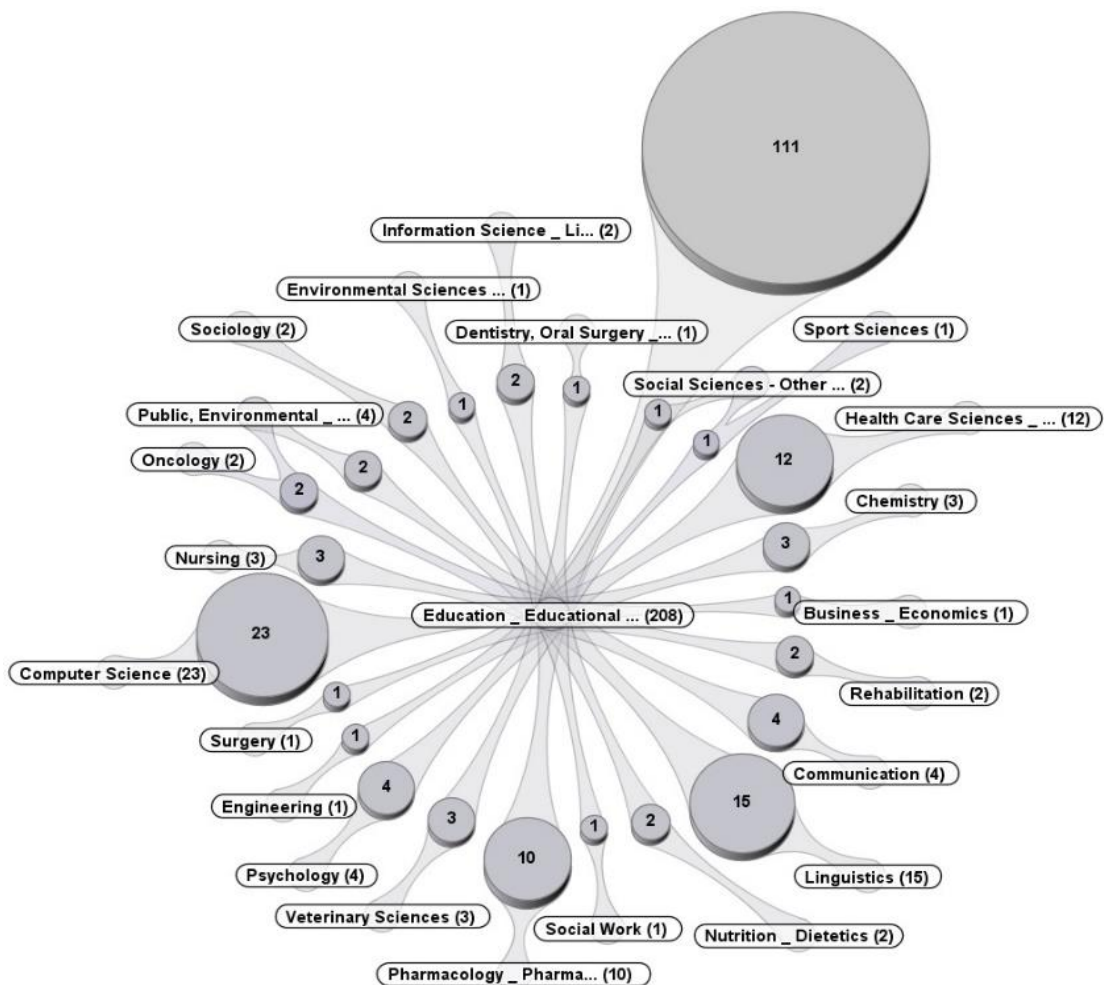 111
Information Science _ Li... (2)
Environmental Sciences ... (1)
Sociology (2)
Dentistry, Oral Surgery _... (1)
Sport Sciences (1)
2
1
1
Social Sciences - Other ... (2)
Public, Environmental _ ... (4)
2
1
1
Health Care Sciences _ ... (12)
Oncology (2)
2
2
12
Chemistry (3)
Nursing (3)
3
3
1
Business _ Economics (1)
Education _ Educational ... (208)
23
Computer Science (23)
2
Rehabilitation (2)
1
Surgery (1)
1
4
Communication (4)
Engineering (1)
4
15
Psychology (4)
3
10
1
2
Linguistics (15)
Veterinary Sciences (3)
Social Work (1)
Nutrition _ Dietetics (2)
Pharmacology _ Pharma... (10)